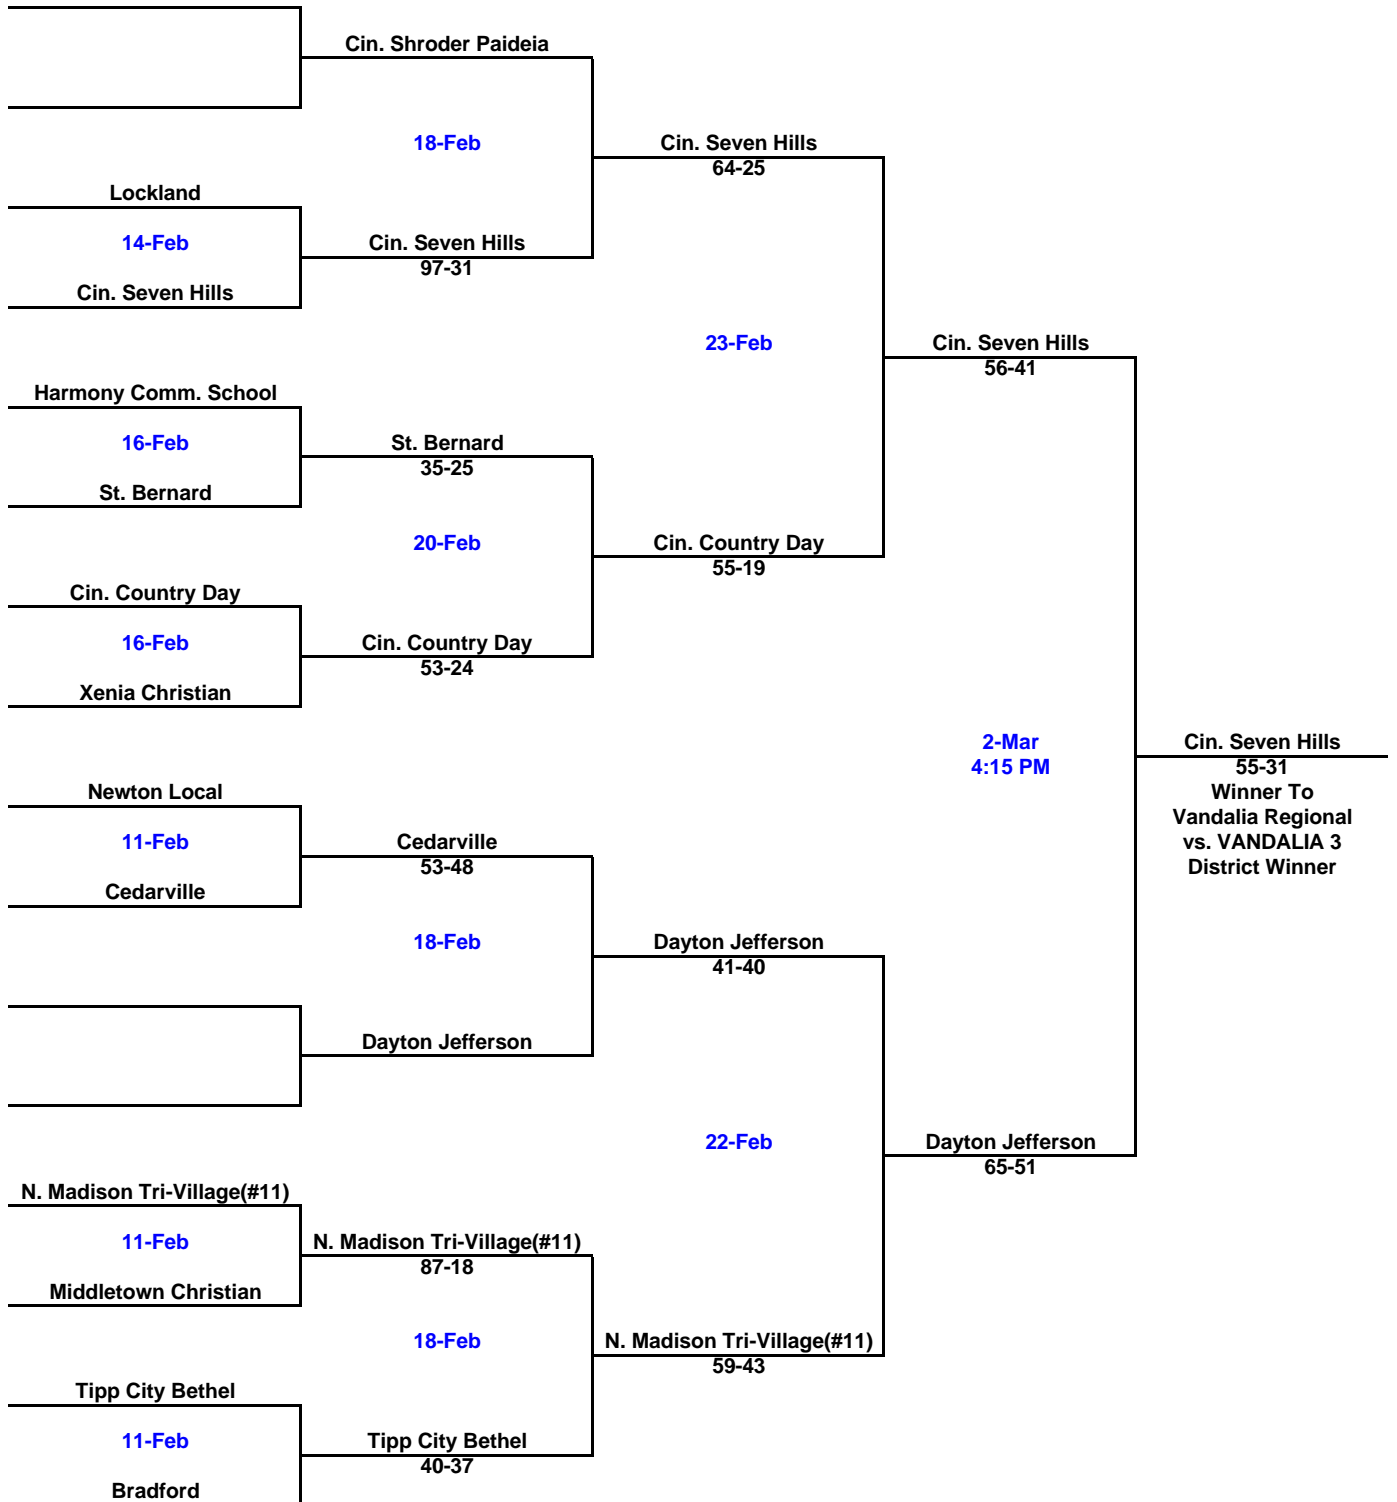 Cin. Shroder Paideia
18-Feb
Cin. Seven Hills
64-25
Lockland
14-Feb
Cin. Seven Hills
97-31
Cin. Seven Hills
23-Feb
Cin. Seven Hills
56-41
Harmony Comm. School
16-Feb
St. Bernard
35-25
St. Bernard
20-Feb
Cin. Country Day
55-19
Cin. Country Day
16-Feb
Cin. Country Day
53-24
Xenia Christian
2-Mar
4:15 PM
Cin. Seven Hills
55-31
Winner To
Vandalia Regional
vs. VANDALIA 3
District Winner
Newton Local
11-Feb
Cedarville
53-48
Cedarville
18-Feb
Dayton Jefferson
41-40
Dayton Jefferson
22-Feb
Dayton Jefferson
65-51
N. Madison Tri-Village(#11)
11-Feb
N. Madison Tri-Village(#11)
87-18
Middletown Christian
18-Feb
N. Madison Tri-Village(#11)
59-43
Tipp City Bethel
11-Feb
Tipp City Bethel
40-37
Bradford